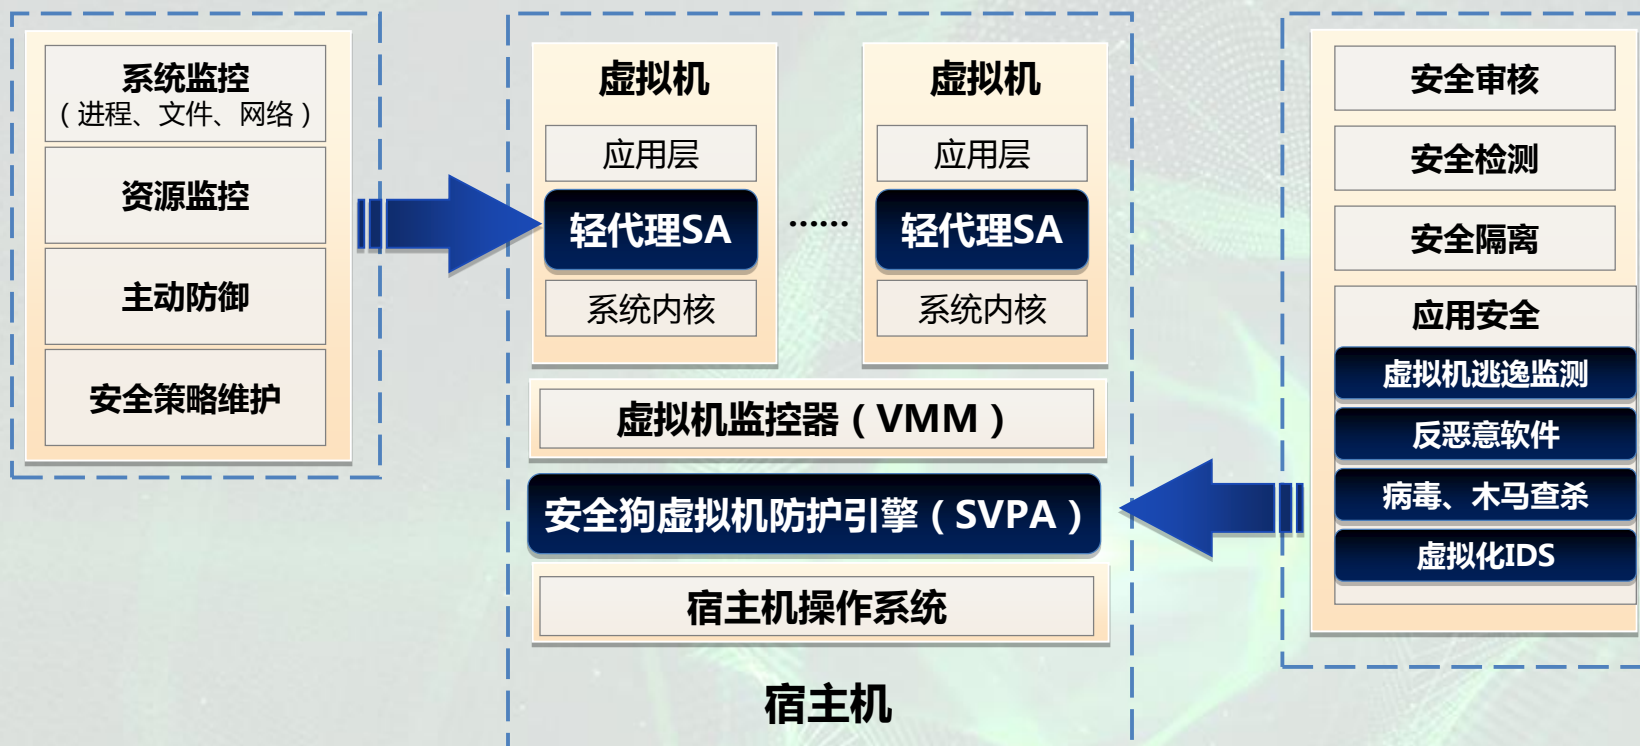 系统监控
（进程、文件、网络）
资源监控
主动防御
安全策略维护
虚拟机
应用层
轻代理SA
系统内核
……
虚拟机
应用层
轻代理SA
系统内核
虚拟机监控器（VMM）
安全狗虚拟机防护引擎（SVPA）
宿主机操作系统
宿主机
安全审核
安全检测
安全隔离
应用安全
虚拟机逃逸监测
反恶意软件
病毒、木马查杀
虚拟化IDS